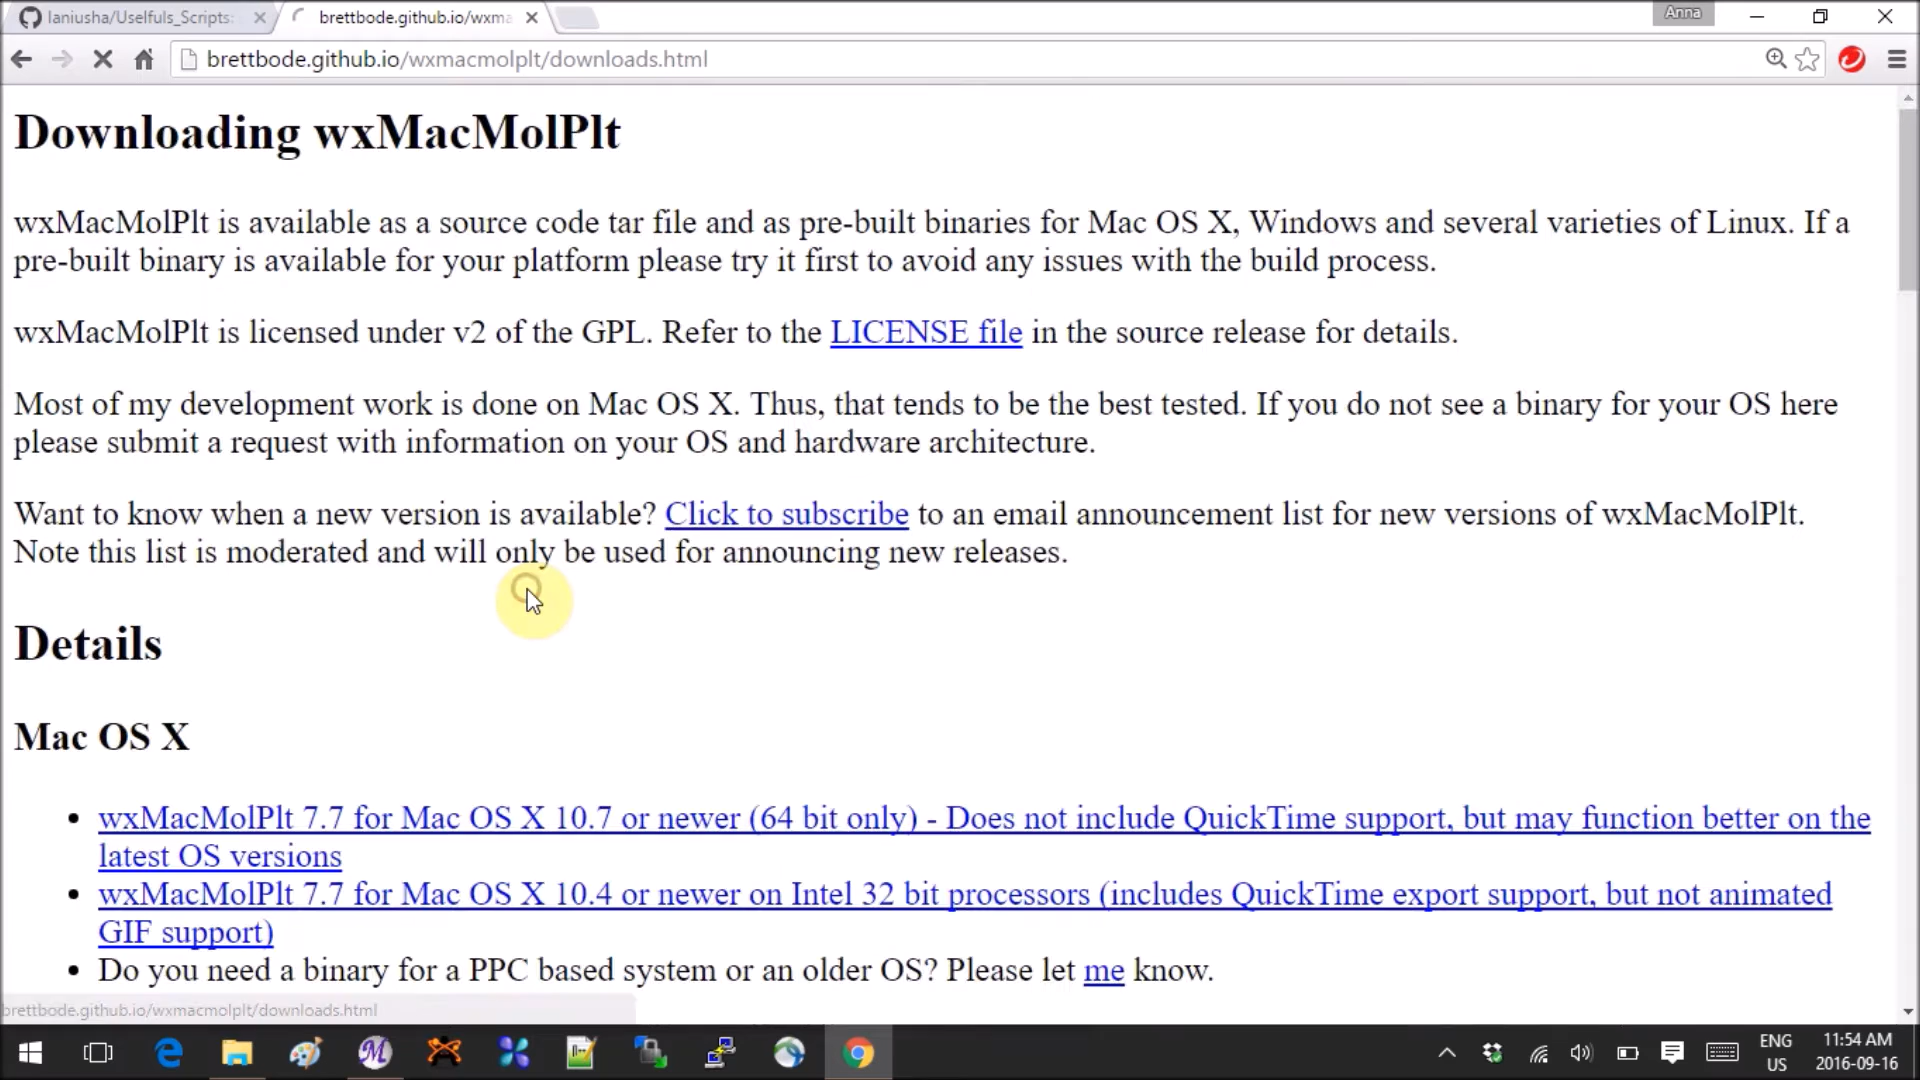 laniusha/Uselfuls_Scripts:
brettbode.github.io/wxma
Anna
brettbode.github.io/wxmacmolplt/downloads.html
Downloading wxMacMolPlt
wxMacMolPlt is available as a source code tar file and as pre-built binaries for Mac OS X, Windows and several varieties of Linux. If a
pre-built binary is available for your platform please try it first to avoid any issues with the build process.
wxMacMolPlt is licensed under v2 of the GPL. Refer to the LICENSE file in the source release for details.
Most of my development work is done on Mac OS X. Thus, that tends to be the best tested. If you do not see a binary for your OS here
please submit a request with information on your OS and hardware architecture.
Want to know when a new version is available? Click to subscribe to an email announcement list for new versions of wxMacMolPlt.
Note this list is moderated and will only be used for announcing new releases.
Details
Mac OS X
• wxMacMolPlt 7.7 for Mac OS X 10.7 or newer (64 bit only) - Does not include QuickTime support, but may function better on the
latest OS versions
• wxMacMolPlt 7.7 for Mac OS X 10.4 or newer on Intel 32 bit processors (includes QuickTime export support, but not animated
GIF support)
• Do you need a binary for a PPC based system or an older OS? Please let me know.
brettbode.github.io/wxmacmolplt/downloads.html
ENG
US
11:54 AM
2016-09-16